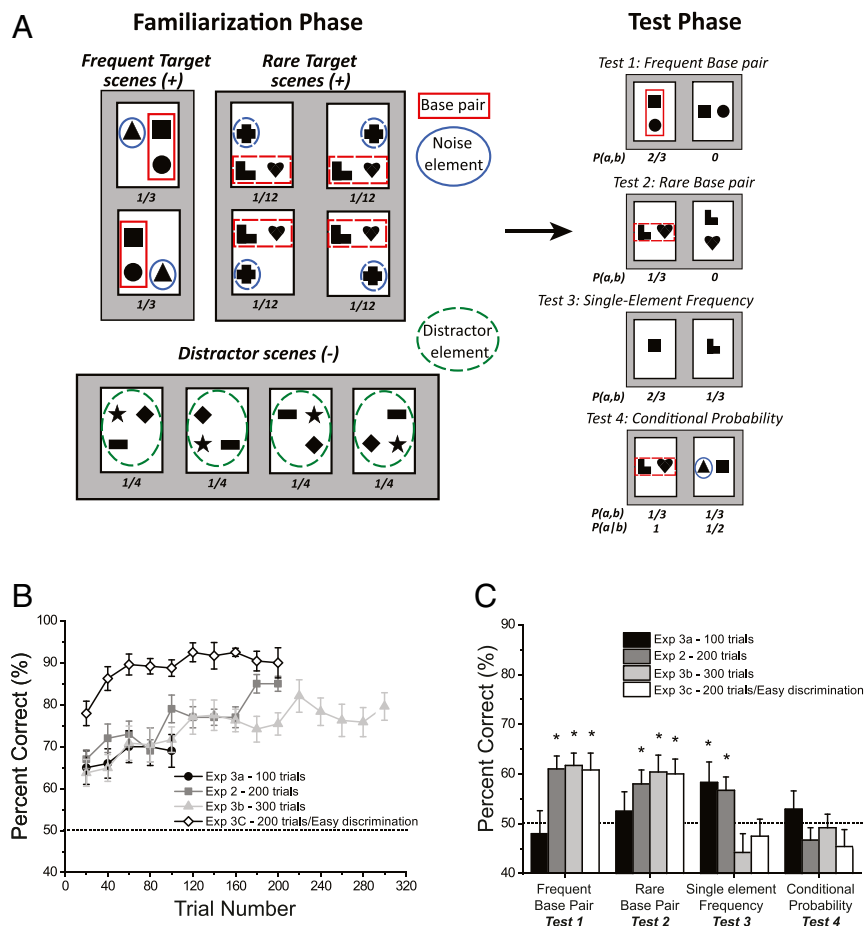 A
Familiarization Phase
Test Phase
Frequent Target
scenes (+)
Rare Target
scenes (+)
Base pair
Noise
element
1/3
1/12
1/12
1/3
1/12
1/12
Distractor
element
Distractor scenes (-)
1/4
1/4
1/4
1/4
Test 1: Frequent Base pair
P(a,b)
2/3
0
Test 2: Rare Base pair
P(a,b)
1/3
0
Test 3: Single-Element Frequency
P(a,b)
2/3
1/3
Test 4: Conditional Probability
P(a,b)
1/3
1/3
P(a|b)
1
1/2
B
Percent Correct (%)
100
90
80
70
60
50
40
Exp 3a - 100 trials
Exp 2 - 200 trials
Exp 3b - 300 trials
Exp 3C - 200 trials/Easy discrimination
0 40 80 120 160 200 240 280 320
Trial Number
C
Percent Correct (%)
90
80
70
60
50
40
Exp 3a - 100 trials
Exp 2 - 200 trials
Exp 3b - 300 trials
Exp 3c - 200 trials/Easy discrimination
* * *
* * *
* *
Frequent
Base Pair
Test 1
Rare
Base Pair
Test 2
Single element
Frequency
Test 3
Conditional
Probability
Test 4